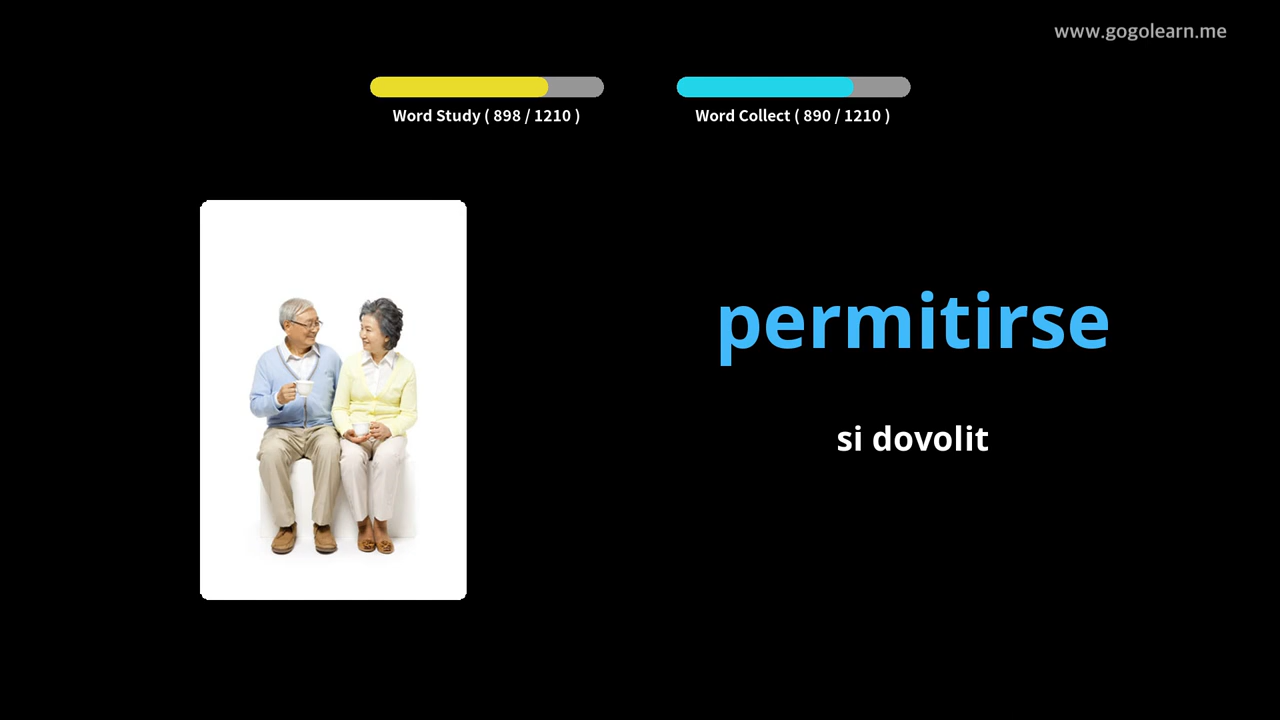 www.gogolearn.me
Word Study ( 898 / 1210 )
Word Collect ( 890 / 1210 )
permitirse
si dovolit